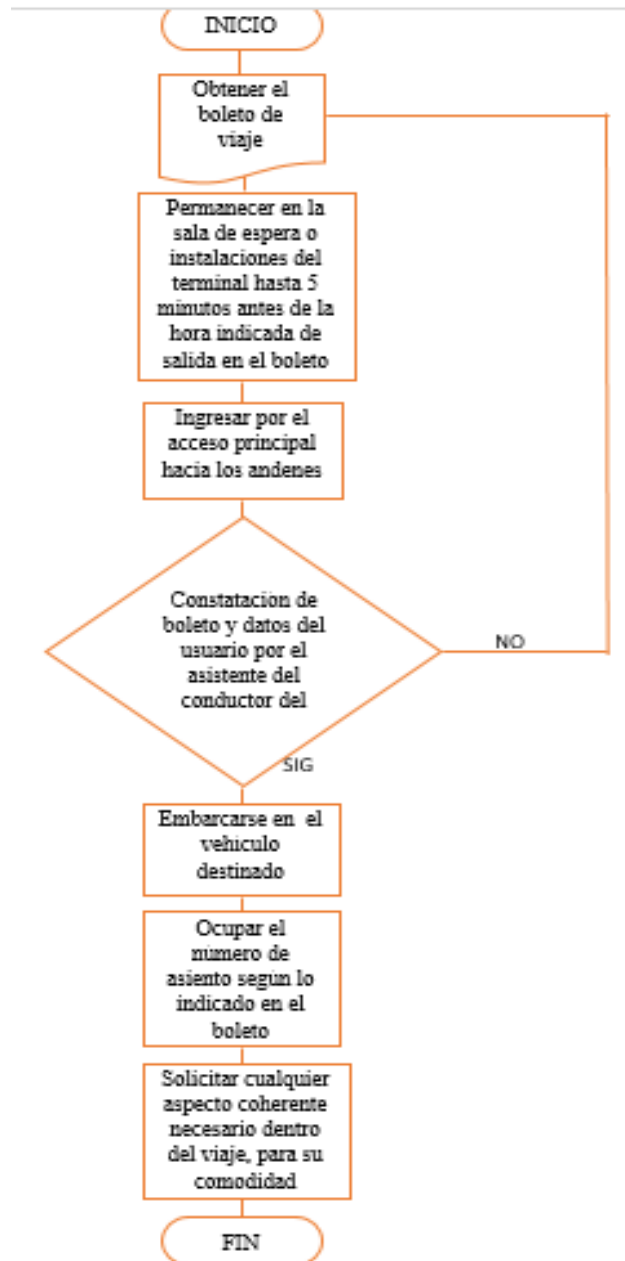 INICIO
Obtener el
boleto de
viaje
Permanecer en la
sala de espera o
instalaciones del
terminal hasta 5
minutos antes de la
hora indicada de
salida en el boleto
Ingresar por el
acceso principal
hacia los andenes
Constatacion de
boleto y datos del
usuario por el
asistente del
conductor del
NO
SIG
Embarcarse en el
vehiculo
destinado
Ocupar el
número de
asiento según lo
indicado en el
boleto
Solicitar cualquier
aspecto coherente
necesario dentro
del viaje, para su
comodidad
FIN